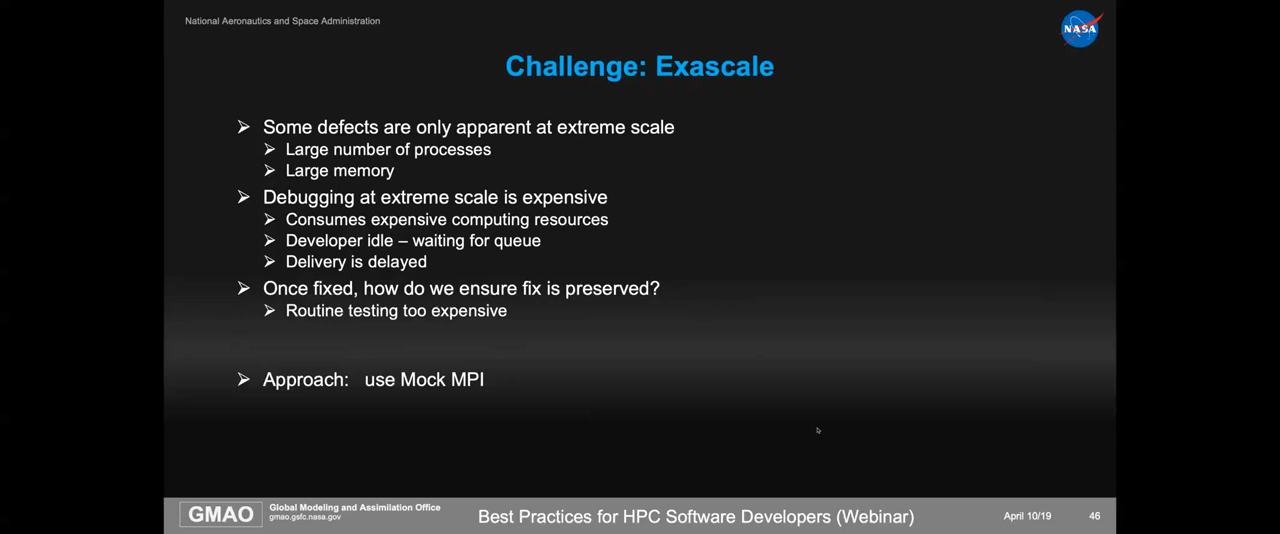 National Aeronautics and Space Administration
NASA
Challenge: Exascale
Some defects are only apparent at extreme scale
Large number of processes
Large memory
Debugging at extreme scale is expensive
Consumes expensive computing resources
Developer idle – waiting for queue
Delivery is delayed
Once fixed, how do we ensure fix is preserved?
Routine testing too expensive
Approach: use Mock MPI
GMAO
Global Modeling and Assimilation Office
gmao.gsfc.nasa.gov
Best Practices for HPC Software Developers (Webinar)
April 10/19
46